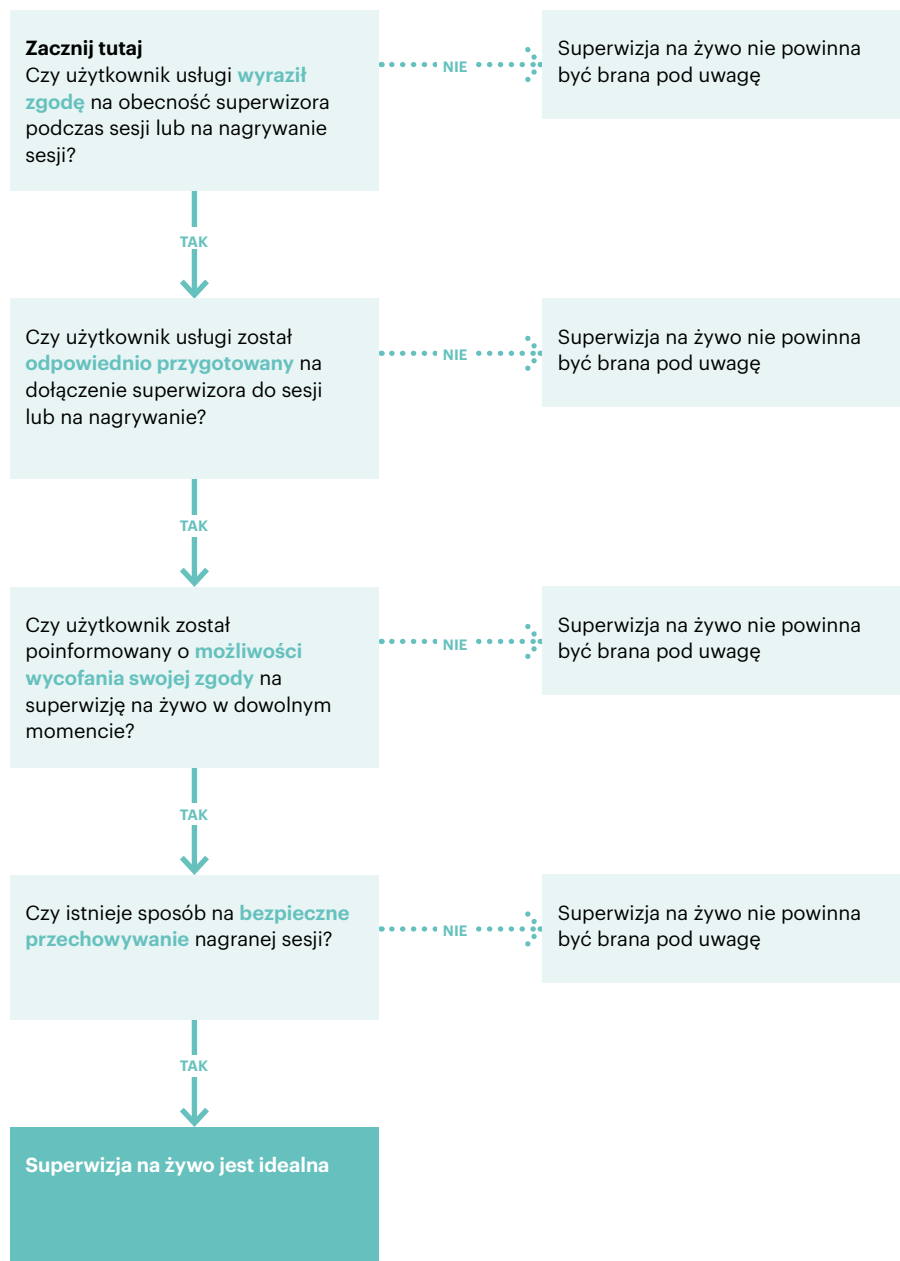 Zacznij tutaj
Czy użytkownik usługi wyraził
zgodę na obecność superwizora
podczas sesji lub na nagrywanie
sesji?
NIE
Superwizja na żywo nie powinna
być brana pod uwagę
TAK
Czy użytkownik usługi został
odpowiednio przygotowany na
dołączenie superwizora do sesji
lub na nagrywanie?
NIE
Superwizja na żywo nie powinna
być brana pod uwagę
TAK
Czy użytkownik został
poinformowany o możliwości
wycofania swojej zgody na
superwizję na żywo w dowolnym
momencie?
NIE
Superwizja na żywo nie powinna
być brana pod uwagę
TAK
Czy istnieje sposób na bezpieczne
przechowywanie nagranej sesji?
NIE
Superwizja na żywo nie powinna
być brana pod uwagę
TAK
Superwizja na żywo jest idealna